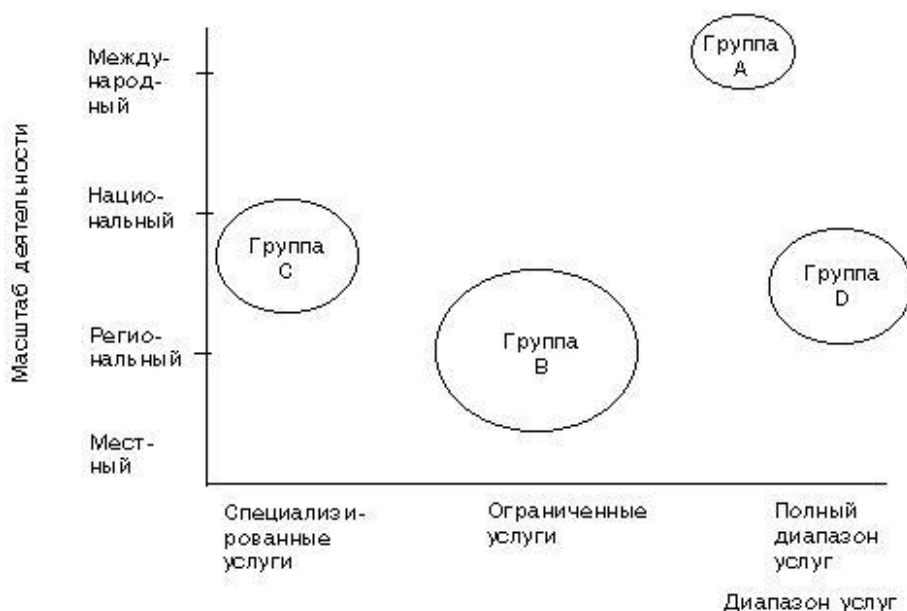 Масштаб деятельности
Между-
народ-
ный
Нацио-
нальный
Регио-
нальный
Мест-
ный
Группа
A
Группа
C
Группа
B
Группа
D
Специализи-
рованные
услуги
Ограниченные
услуги
Полный
диапазон
услуг
Диапазон услуг